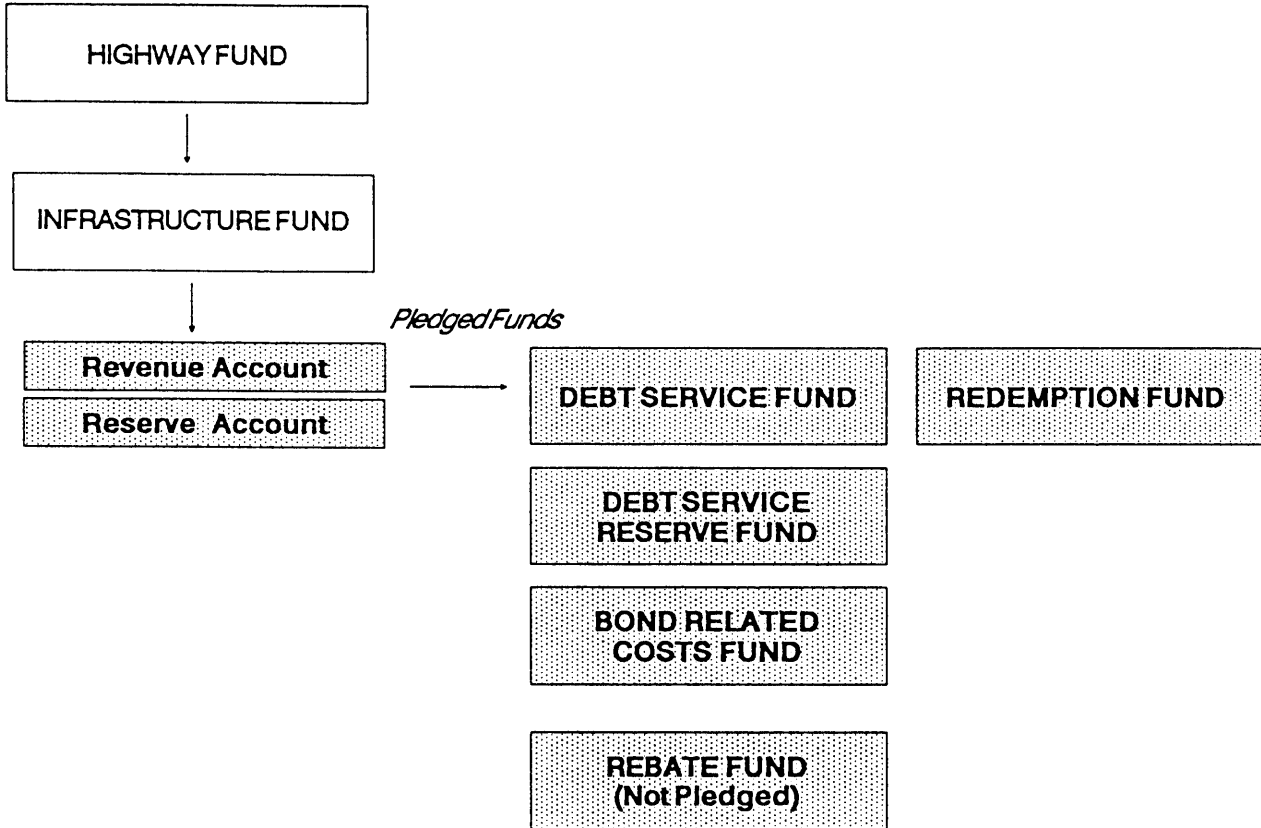 HIGHWAY FUND
INFRASTRUCTURE FUND
Pledged Funds
Revenue Account
Reserve Account
DEBT SERVICE FUND
REDEMPTION FUND
DEBT SERVICE
RESERVE FUND
BOND RELATED
COSTS FUND
REBATE FUND
(Not Pledged)